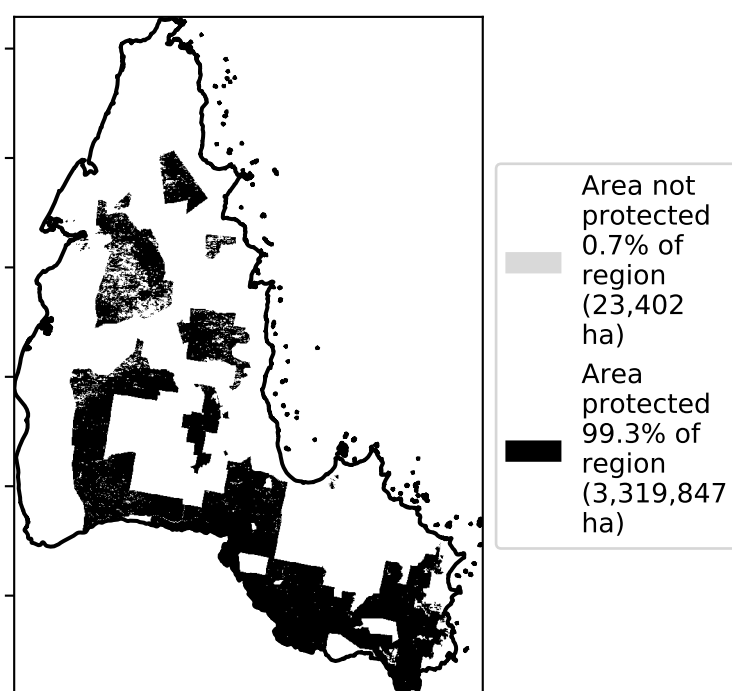 Area not
protected
0.7% of
region
(23,402
ha)
Area
protected
99.3% of
region
(3,319,847
ha)